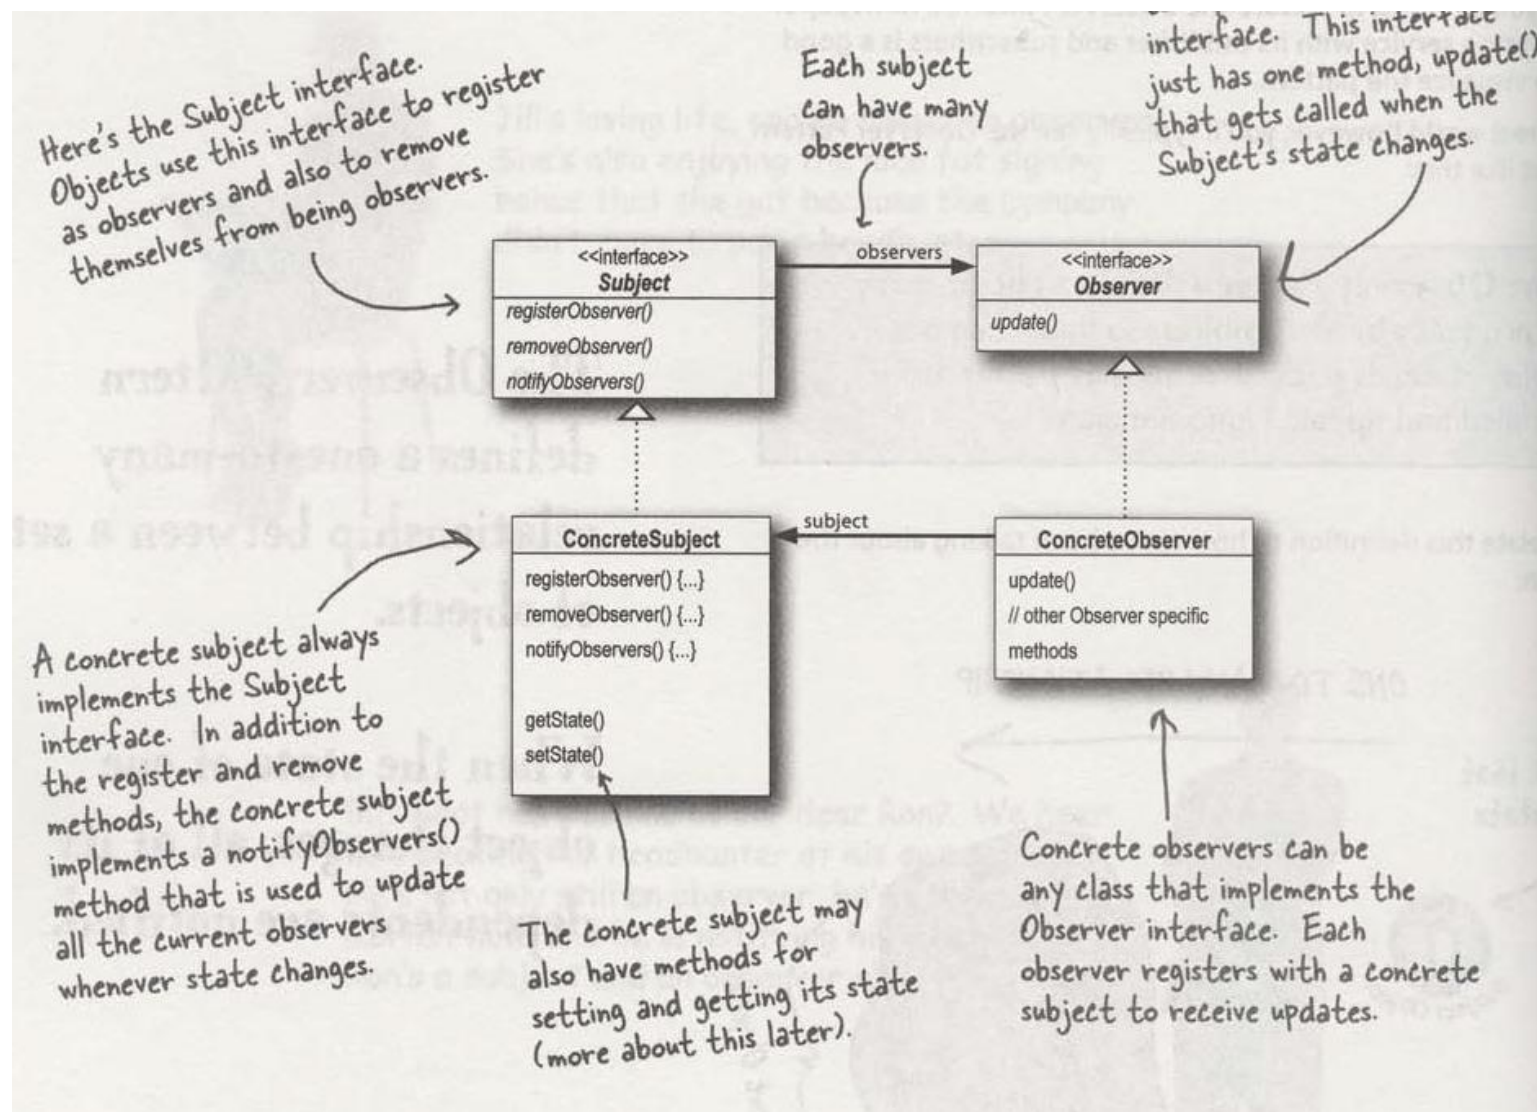 Here's the Subject interface.
Objects use this interface to register
as observers and also to remove
themselves from being observers.
Each subject
can have many
observers.
interface. This interface
just has one method, update()
that gets called when the
Subject's state changes.
<<interface>>
Subject
registerObserver()
removeObserver()
notifyObservers()
observers
<<interface>>
Observer
update()
ConcreteSubject
registerObserver() {...}
removeObserver() {...}
notifyObservers() {...}
getState()
setState()
subject
ConcreteObserver
update()
// other Observer specific
methods
A concrete subject always
implements the Subject
interface. In addition to
the register and remove
methods, the concrete subject
implements a notifyObservers()
method that is used to update
all the current observers
whenever state changes.
The concrete subject may
also have methods for
setting and getting its state
(more about this later).
Concrete observers can be
any class that implements the
Observer interface. Each
observer registers with a concrete
subject to receive updates.